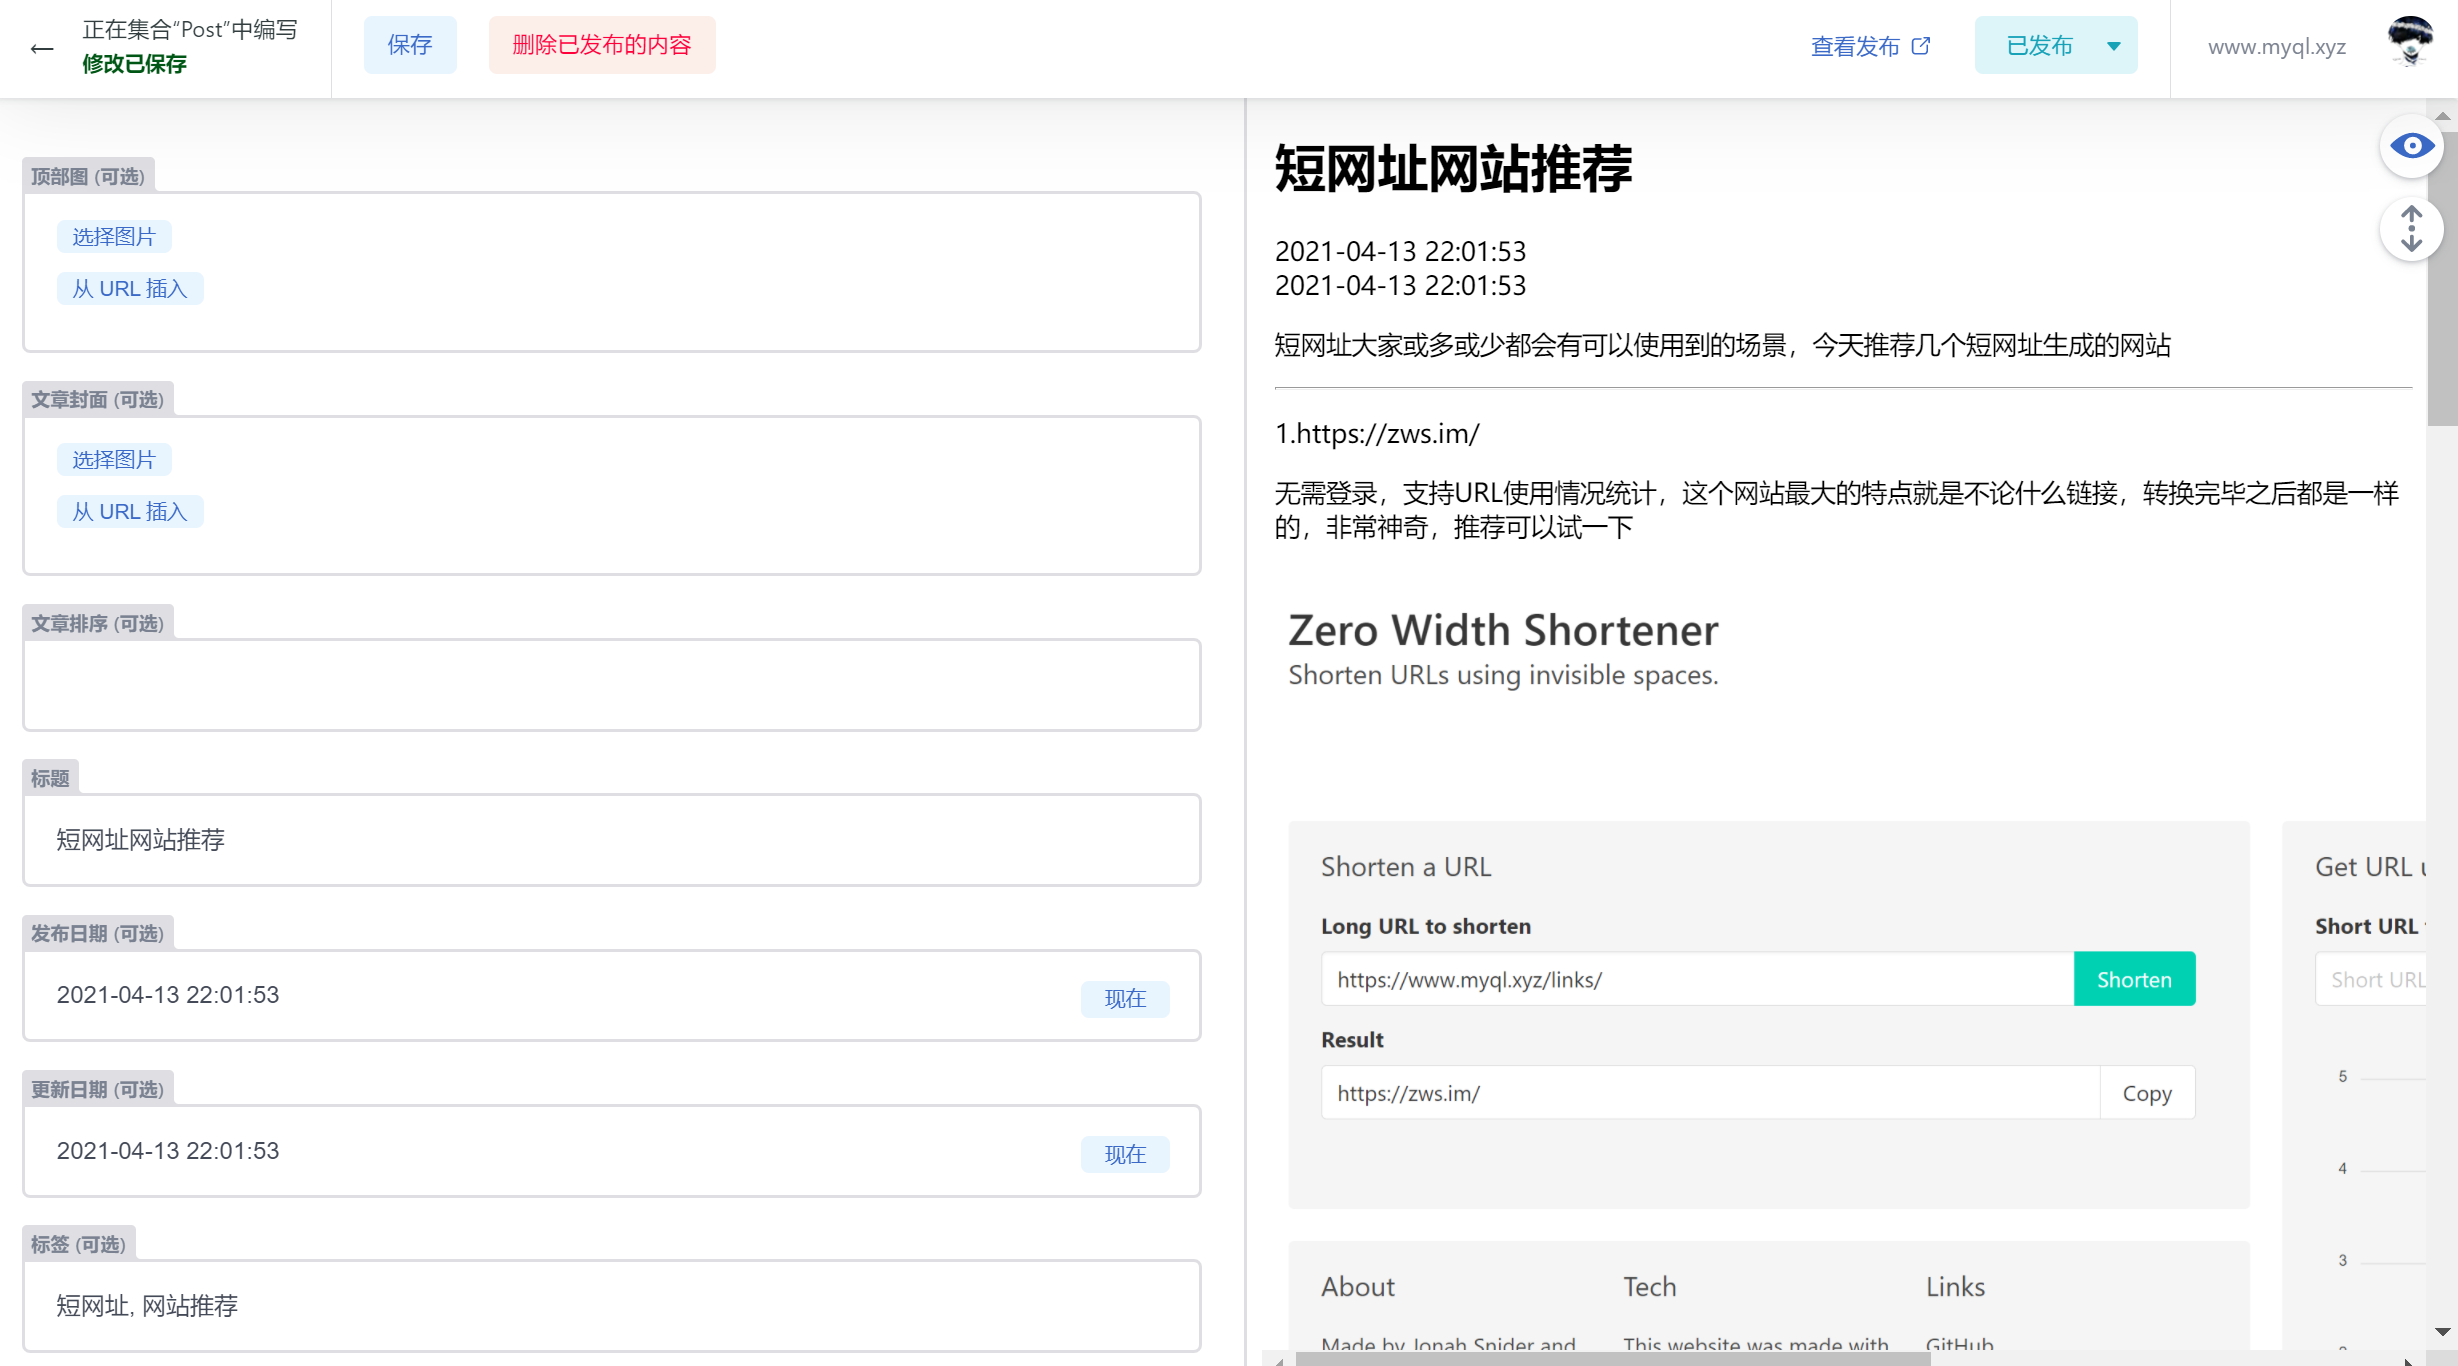 正在集合“Post”中编写
修改已保存
保存
删除已发布的内容
查看发布
已发布
www.myql.xyz
顶部图 (可选)
选择图片
从 URL 插入
文章封面 (可选)
选择图片
从 URL 插入
文章排序 (可选)
标题
短网址网站推荐
发布日期 (可选)
2021-04-13 22:01:53
现在
更新日期 (可选)
2021-04-13 22:01:53
现在
标签 (可选)
短网址, 网站推荐
短网址网站推荐
2021-04-13 22:01:53
2021-04-13 22:01:53
短网址大家或多或少都会有可以使用到的场景，今天推荐几个短网址生成的网站
1.https://zws.im/
无需登录，支持URL使用情况统计，这个网站最大的特点就是不论什么链接，转换完毕之后都是一样
的，非常神奇，推荐可以试一下
Zero Width Shortener
Shorten URLs using invisible spaces.
Shorten a URL
Long URL to shorten
https://www.myql.xyz/links/
Shorten
Result
https://zws.im/
Copy
Get URL
Short URL
Short URL
5
4
3
About
Tech
Links
Made by Jonah Snider and
This website was made with
GitHub